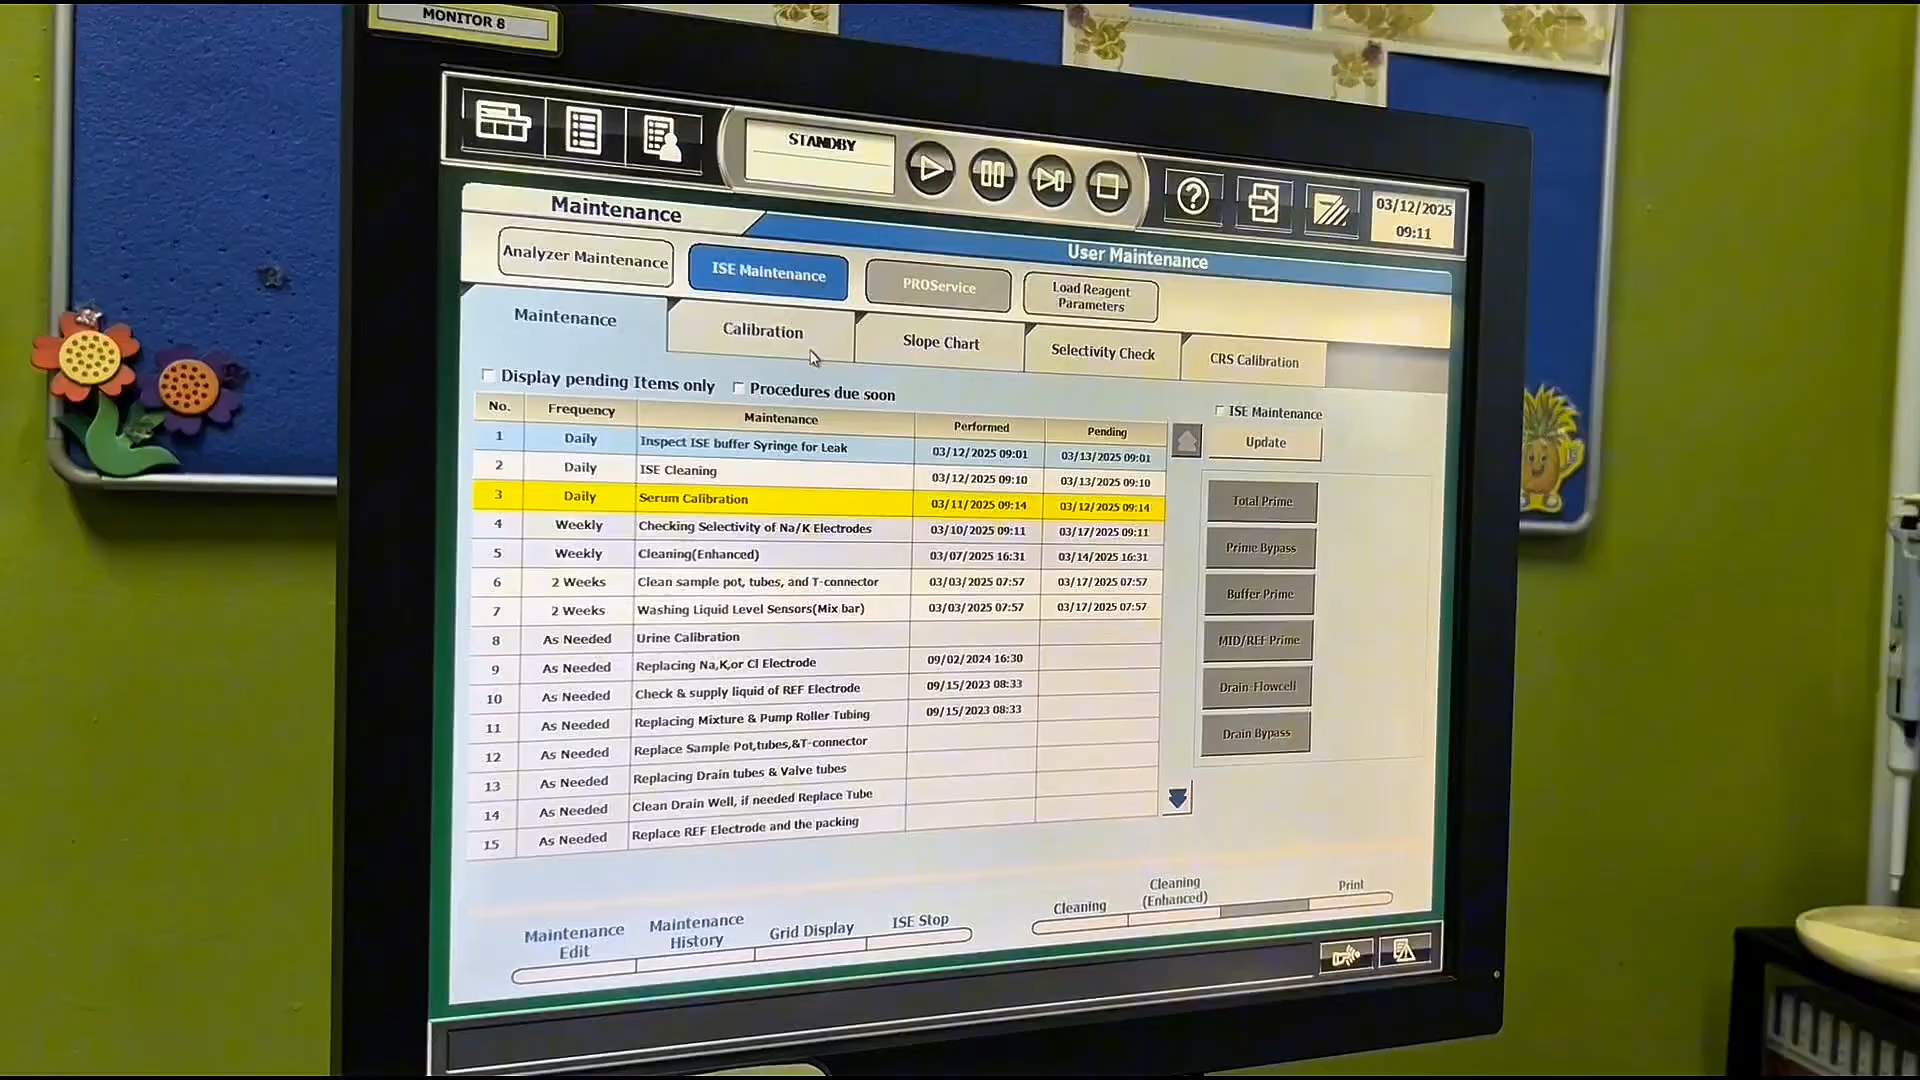 MONITOR 8
STANDBY
03/12/2025
09:11
Maintenance
User Maintenance
Analyzer Maintenance
ISE Maintenance
PROService
Load Reagent
Parameters
Maintenance
Calibration
Slope Chart
Selectivity Check
CRS Calibration
Display pending Items only
Procedures due soon
ISE Maintenance
Update
No. Frequency Maintenance Performed Pending
1 Daily Inspect ISE buffer Syringe for Leak 03/12/2025 09:01 03/13/2025 09:01
2 Daily ISE Cleaning 03/12/2025 09:10 03/13/2025 09:10
3 Daily Serum Calibration 03/11/2025 09:14 03/12/2025 09:14
4 Weekly Checking Selectivity of Na/K Electrodes 03/10/2025 09:11 03/17/2025 09:11
5 Weekly Cleaning(Enhanced) 03/07/2025 16:31 03/14/2025 16:31
6 2 Weeks Clean sample pot, tubes, and T-connector 03/03/2025 07:57 03/17/2025 07:57
7 2 Weeks Washing Liquid Level Sensors(Mix bar) 03/03/2025 07:57 03/17/2025 07:57
8 As Needed Urine Calibration
9 As Needed Replacing Na,K,or Cl Electrode 09/02/2024 16:30
10 As Needed Check & supply liquid of REF Electrode 09/15/2023 08:33
11 As Needed Replacing Mixture & Pump Roller Tubing 09/15/2023 08:33
12 As Needed Replace Sample Pot,tubes,&T-connector
13 As Needed Replacing Drain tubes & Valve tubes
14 As Needed Clean Drain Well, if needed Replace Tube
15 As Needed Replace REF Electrode and the packing
Total Prime
Prime Bypass
Buffer Prime
MID/REF Prime
Drain-Flowcell
Drain Bypass
Maintenance
Edit
Maintenance
History
Grid Display
ISE Stop
Cleaning
Cleaning
(Enhanced)
Print